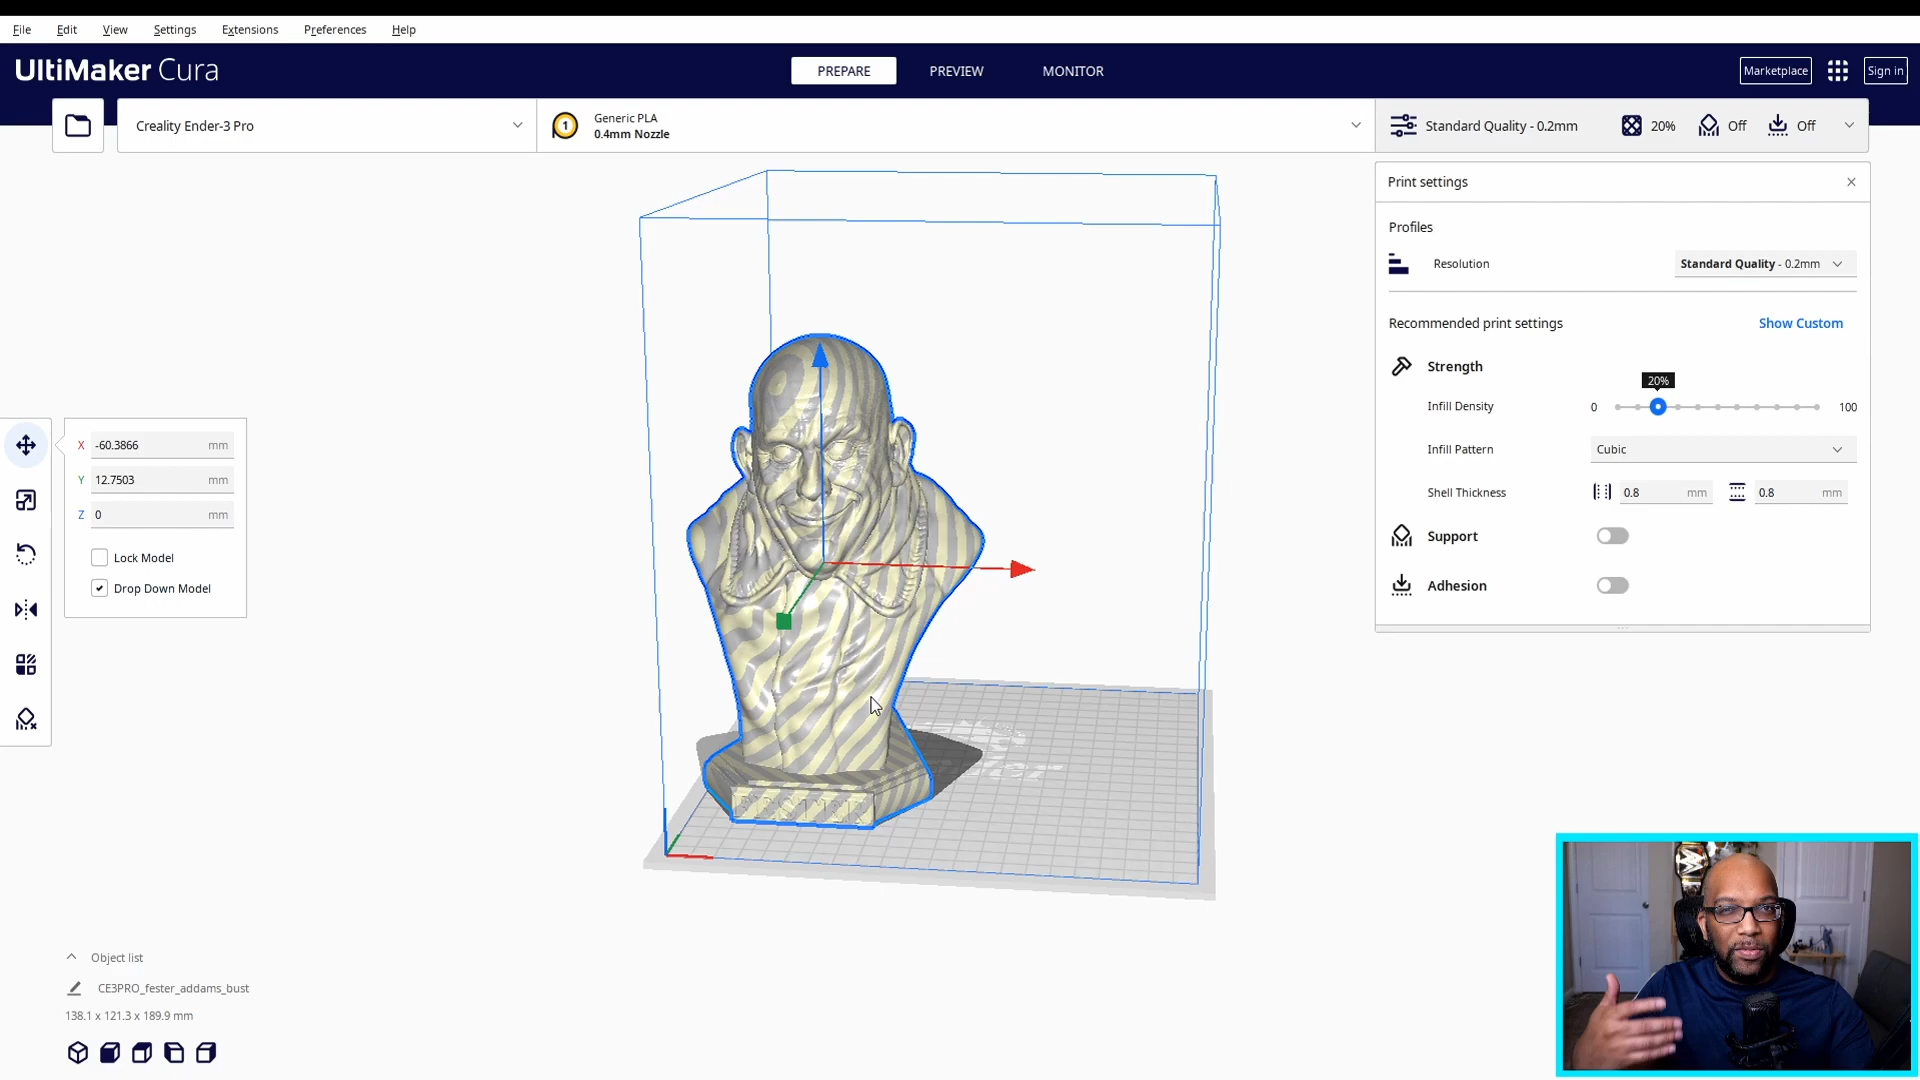 File Edit View Settings Extensions Preferences Help
UltiMaker Cura
PREPARE
PREVIEW
MONITOR
Marketplace
Sign in
Creality Ender-3 Pro
1
Generic PLA
0.4mm Nozzle
Standard Quality - 0.2mm
20%
Off
Off
Print settings
Profiles
Resolution
Standard Quality - 0.2mm
Recommended print settings
Show Custom
Strength
20%
Infill Density
0
100
Infill Pattern
Cubic
Shell Thickness
0.8 mm
0.8 mm
Support
Adhesion
X -60.3866 mm
Y 12.7503 mm
Z 0 mm
Lock Model
Drop Down Model
FESTER
Object list
CE3PRO_fester_addams_bust
138.1 x 121.3 x 189.9 mm